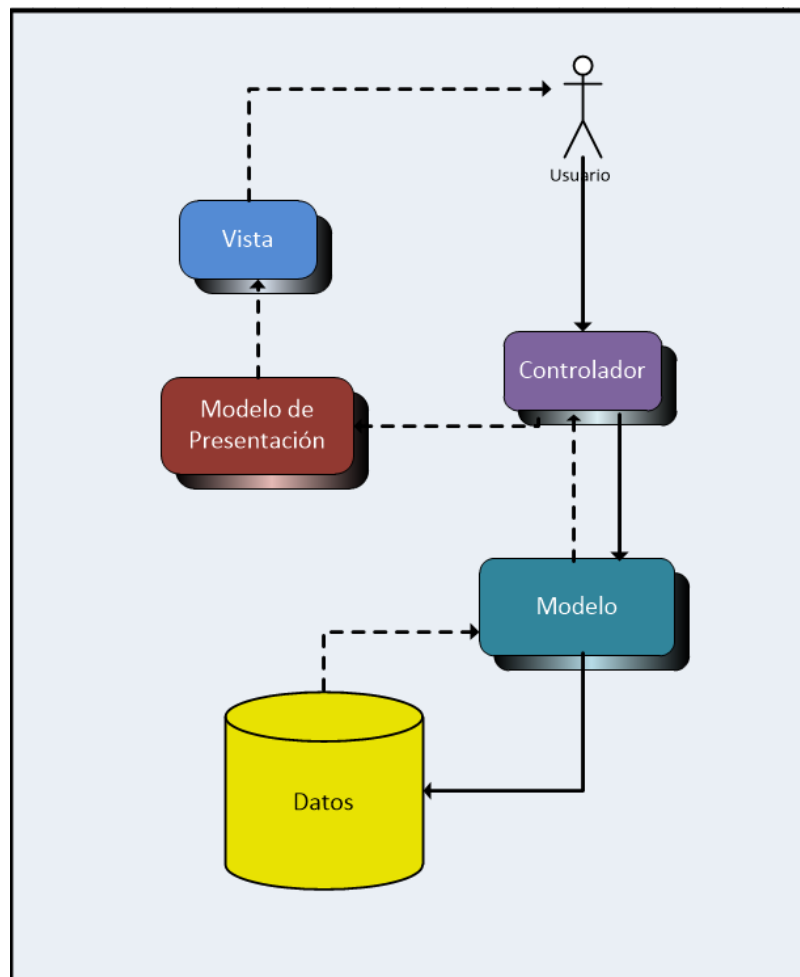 Usuario
Vista
Controlador
Modelo de
Presentación
Modelo
Datos